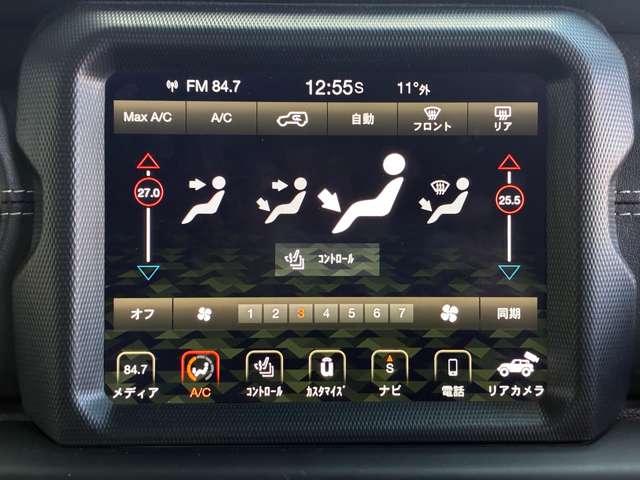 FM 84.7 12:55S 11°外
Max A/C A/C 自動 フロント リア
27.0 25.5
ｺﾝﾄﾛｰﾙ
オフ 1 2 3 4 5 6 7 同期
84.7 S
メディア A/C ｺﾝﾄﾛｰﾙ ｶｽﾀﾏｲｽﾞ ナビ 電話 リアカメラ